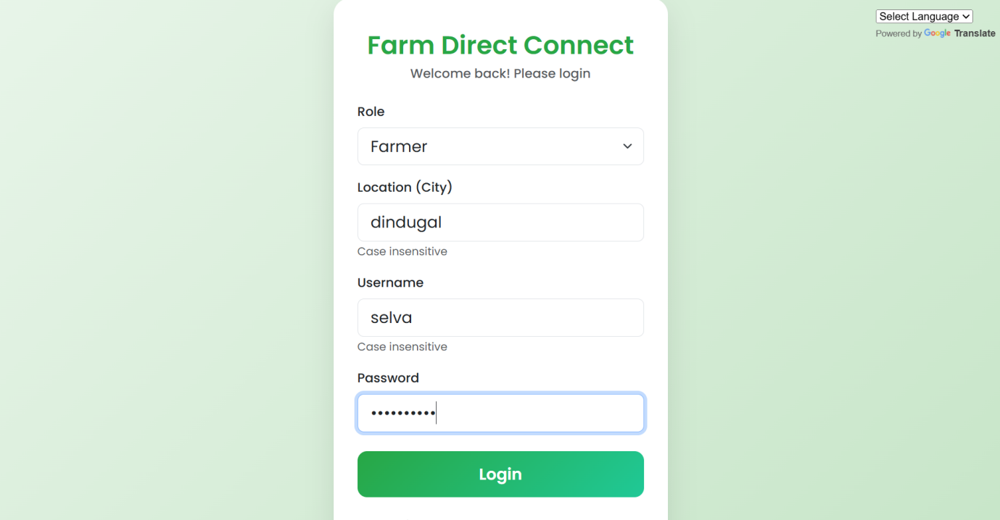 Select Language
Powered by Google Translate
Farm Direct Connect
Welcome back! Please login
Role
Farmer
Location (City)
dindugal
Case insensitive
Username
selva
Case insensitive
Password
••••••••••
Login